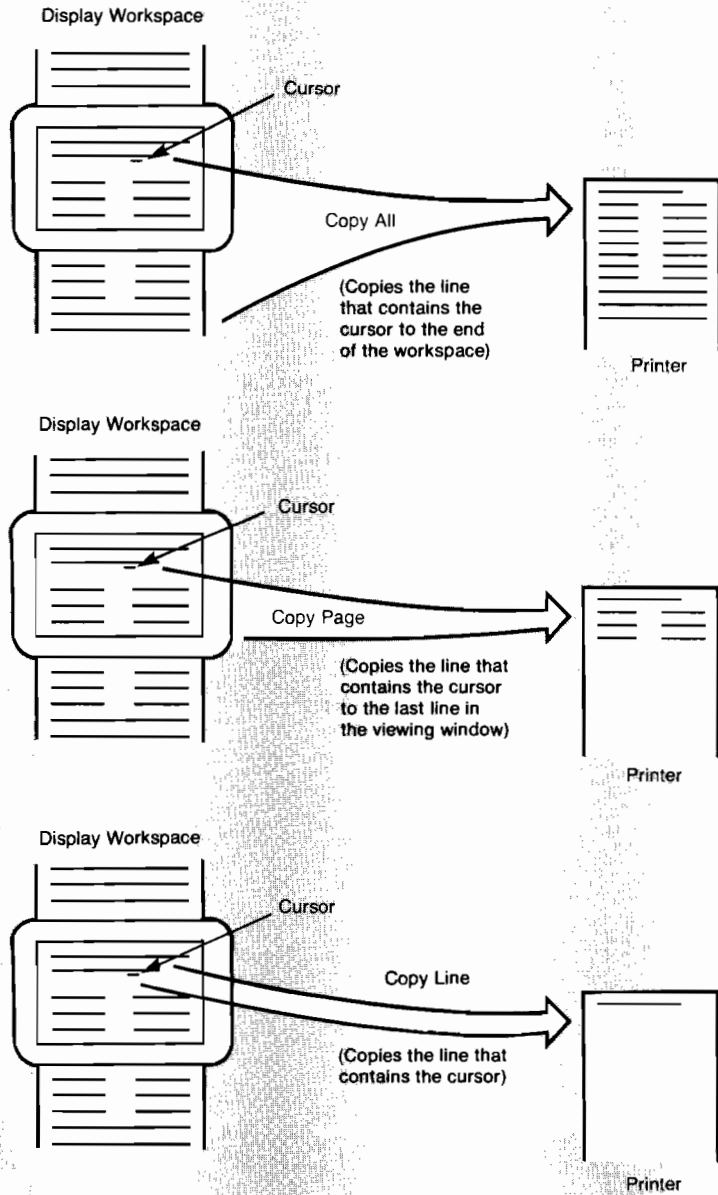 Display Workspace
Cursor
Copy All
(Copies the line
that contains the
cursor to the end
of the workspace)
Printer
Display Workspace
Cursor
Copy Page
(Copies the line that
contains the cursor
to the last line in
the viewing window)
Printer
Display Workspace
Cursor
Copy Line
(Copies the line that
contains the cursor)
Printer